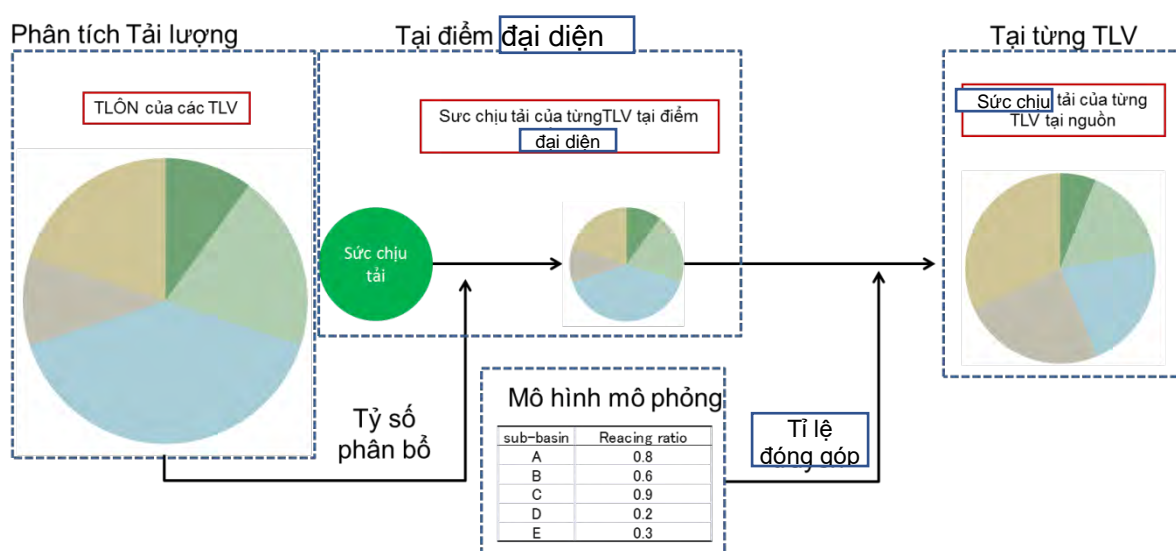 Phân tích Tải lượng
Tại điểm đại diện
Tại từng TLV
TLÔN của các TLV
Sưc chịu tải của từngTLV tại điểm
đại diện
Sức chịu tải của từng
TLV tại nguồn
Sức chịu
tải
Tỷ số
phân bổ
Mô hình mô phỏng
sub-basin Reacing ratio
A 0.8
B 0.6
C 0.9
D 0.2
E 0.3
Tỉ lệ
đóng góp